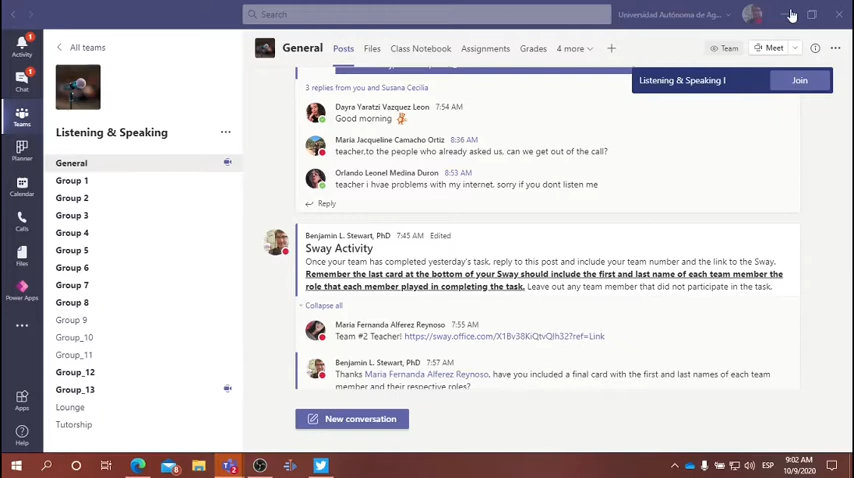 Search
Universidad Autónoma de Ag...
Activity
Chat
Teams
Planner
Calendar
Calls
Files
Power Apps
Apps
Help
All teams
Listening & Speaking
General
Group 1
Group 2
Group 3
Group 4
Group 5
Group 6
Group 7
Group 8
Group 9
Group_10
Group_11
Group_12
Group_13
Lounge
Tutorship
General Posts Files Class Notebook Assignments Grades 4 more
Team Meet
Listening & Speaking I Join
3 replies from you and Susana Cecilia
Dayra Yaratzi Vazquez Leon 7:54 AM
Good morning
Maria Jacqueline Camacho Ortiz 8:36 AM
teacher,to the people who already asked us, can we get out of the call?
Orlando Leonel Medina Duron 8:53 AM
teacher i hvae problems with my internet, sorry if you dont listen me
Reply
Benjamin L. Stewart, PhD 7:45 AM Edited
Sway Activity
Once your team has completed yesterday's task, reply to this post and include your team number and the link to the Sway.
Remember the last card at the bottom of your Sway should include the first and last name of each team member the
role that each member played in completing the task. Leave out any team member that did not participate in the task.
Collapse all
Maria Fernanda Alferez Reynoso 7:55 AM
Team #2 Teacher! https://sway.office.com/X1Bv38KiQtvQlh32?ref=Link
Benjamin L. Stewart, PhD 7:57 AM
Thanks Maria Fernanda Alferez Reynoso, have you included a final card with the first and last names of each team
member and their respective roles?
New conversation
ESP
9:02 AM
10/9/2020